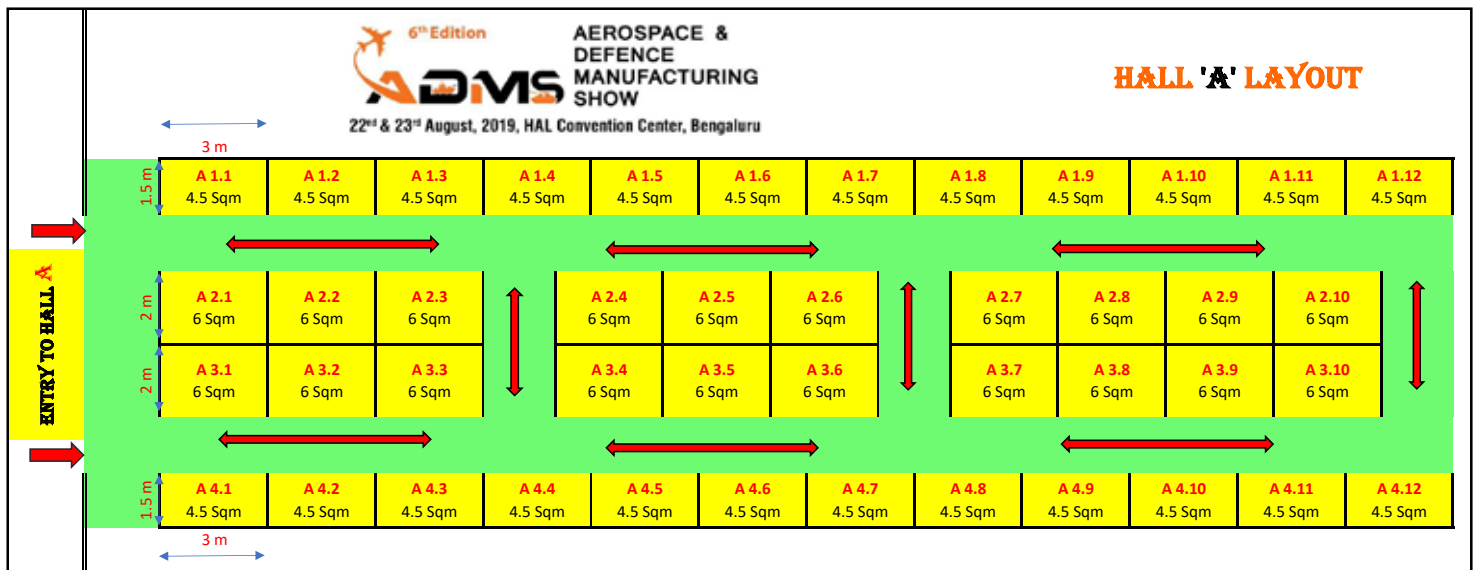 6th Edition
ADMS
AEROSPACE &
DEFENCE
MANUFACTURING
SHOW
22nd & 23rd August, 2019, HAL Convention Center, Bengaluru
HALL 'A' LAYOUT
3 m
1.5 m
A 1.1 A 1.2 A 1.3 A 1.4 A 1.5 A 1.6 A 1.7 A 1.8 A 1.9 A 1.10 A 1.11 A 1.12
4.5 Sqm 4.5 Sqm 4.5 Sqm 4.5 Sqm 4.5 Sqm 4.5 Sqm 4.5 Sqm 4.5 Sqm 4.5 Sqm 4.5 Sqm 4.5 Sqm 4.5 Sqm
ENTRY TO HALL A
2 m
A 2.1 A 2.2 A 2.3 A 2.4 A 2.5 A 2.6 A 2.7 A 2.8 A 2.9 A 2.10
6 Sqm 6 Sqm 6 Sqm 6 Sqm 6 Sqm 6 Sqm 6 Sqm 6 Sqm 6 Sqm 6 Sqm
2 m
A 3.1 A 3.2 A 3.3 A 3.4 A 3.5 A 3.6 A 3.7 A 3.8 A 3.9 A 3.10
6 Sqm 6 Sqm 6 Sqm 6 Sqm 6 Sqm 6 Sqm 6 Sqm 6 Sqm 6 Sqm 6 Sqm
1.5 m
A 4.1 A 4.2 A 4.3 A 4.4 A 4.5 A 4.6 A 4.7 A 4.8 A 4.9 A 4.10 A 4.11 A 4.12
4.5 Sqm 4.5 Sqm 4.5 Sqm 4.5 Sqm 4.5 Sqm 4.5 Sqm 4.5 Sqm 4.5 Sqm 4.5 Sqm 4.5 Sqm 4.5 Sqm 4.5 Sqm
3 m